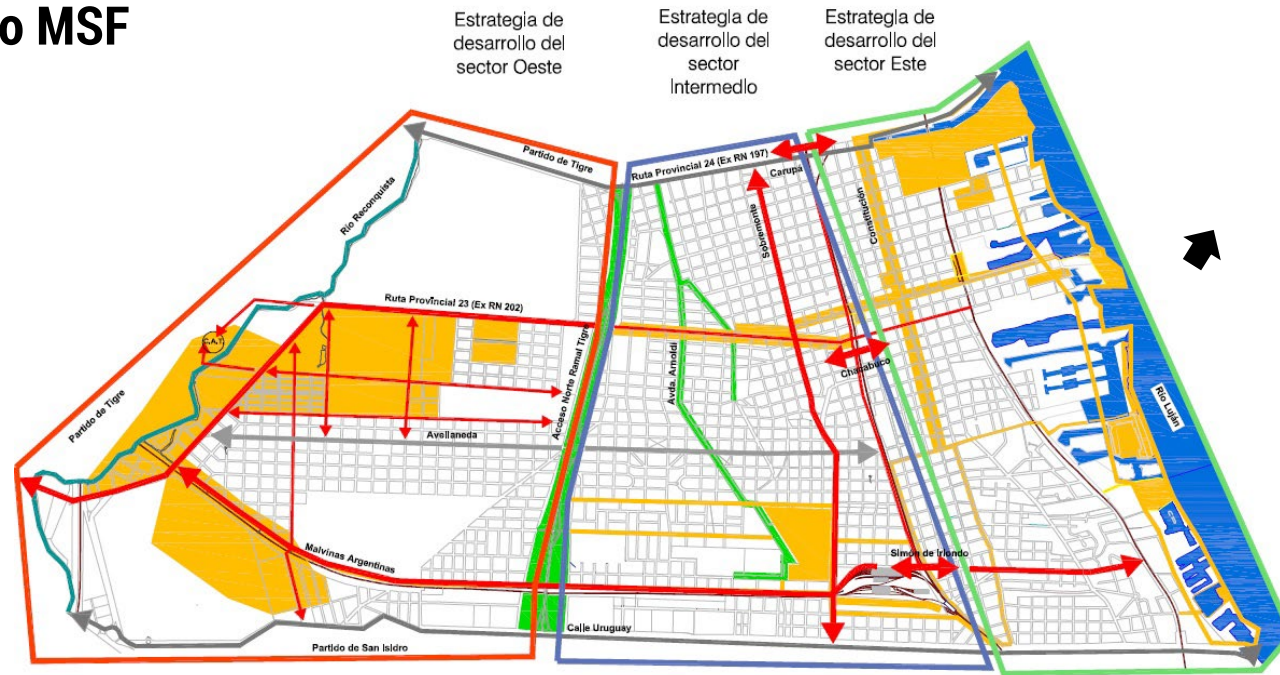 o MSF
Estrategia de
desarrollo del
sector Oeste
Estrategia de
desarrollo del
sector
Intermedio
Estrategia de
desarrollo del
sector Este
Partido de Tigre
Ruta Provincial 24 (Ex RN 197)
Carupá
Río Reconquista
Sobremonte
Constitución
Ruta Provincial 23 (Ex RN 202)
C.A.T.
Acceso Norte Ramal Tigre
Avda. Arnoldi
Chacabuco
Río Luján
Partido de Tigre
Avellaneda
Malvinas Argentinas
Simón de Iriondo
Calle Uruguay
Partido de San Isidro